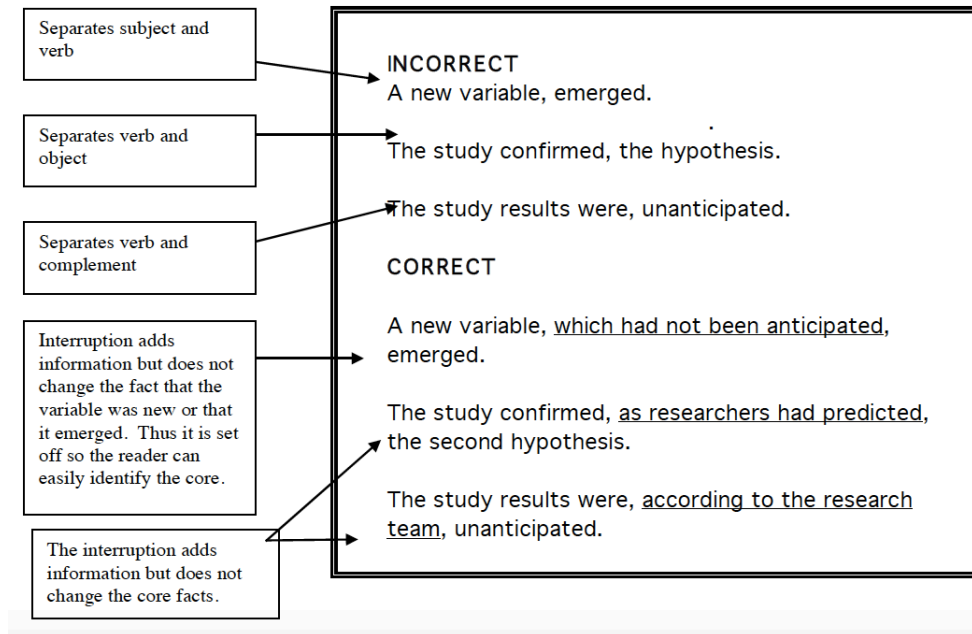 Separates subject and
verb
Separates verb and
object
Separates verb and
complement
Interruption adds
information but does not
change the fact that the
variable was new or that
it emerged.  Thus it is set
off so the reader can
easily identify the core.
The interruption adds
information but does not
change the core facts.
INCORRECT
A new variable, emerged.
.
The study confirmed, the hypothesis.
The study results were, unanticipated.
CORRECT
A new variable, which had not been anticipated,
emerged.
The study confirmed, as researchers had predicted,
the second hypothesis.
The study results were, according to the research
team, unanticipated.